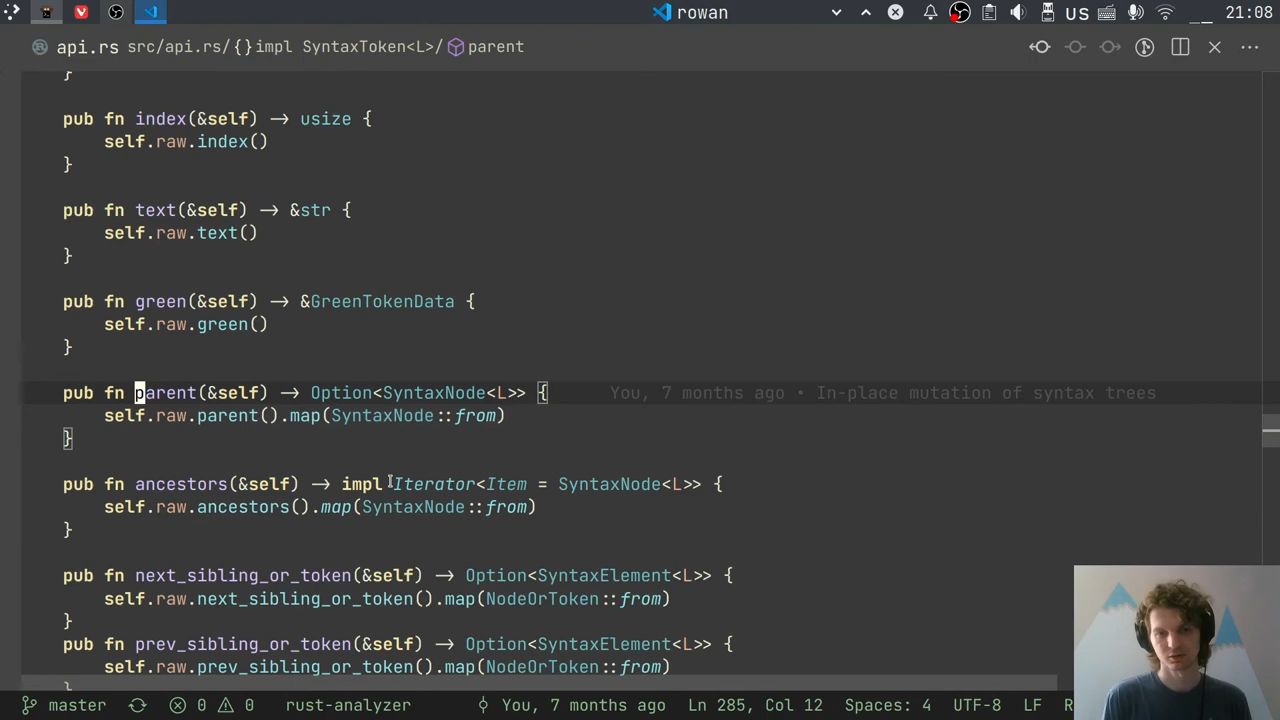 rowan
US
21:08
api.rs src/api.rs/{}impl SyntaxToken<L>/ parent
}
pub fn index(&self) → usize {
self.raw.index()
}
pub fn text(&self) → &str {
self.raw.text()
}
pub fn green(&self) → &GreenTokenData {
self.raw.green()
}
pub fn parent(&self) → Option<SyntaxNode<L>> { You, 7 months ago • In-place mutation of syntax trees
self.raw.parent().map(SyntaxNode::from)
}
pub fn ancestors(&self) → impl Iterator<Item = SyntaxNode<L>> {
self.raw.ancestors().map(SyntaxNode::from)
}
pub fn next_sibling_or_token(&self) → Option<SyntaxElement<L>> {
self.raw.next_sibling_or_token().map(NodeOrToken::from)
}
pub fn prev_sibling_or_token(&self) → Option<SyntaxElement<L>> {
self.raw.prev_sibling_or_token().map(NodeOrToken::from)
master 0 0 rust-analyzer You, 7 months ago Ln 285, Col 12 Spaces: 4 UTF-8 LF